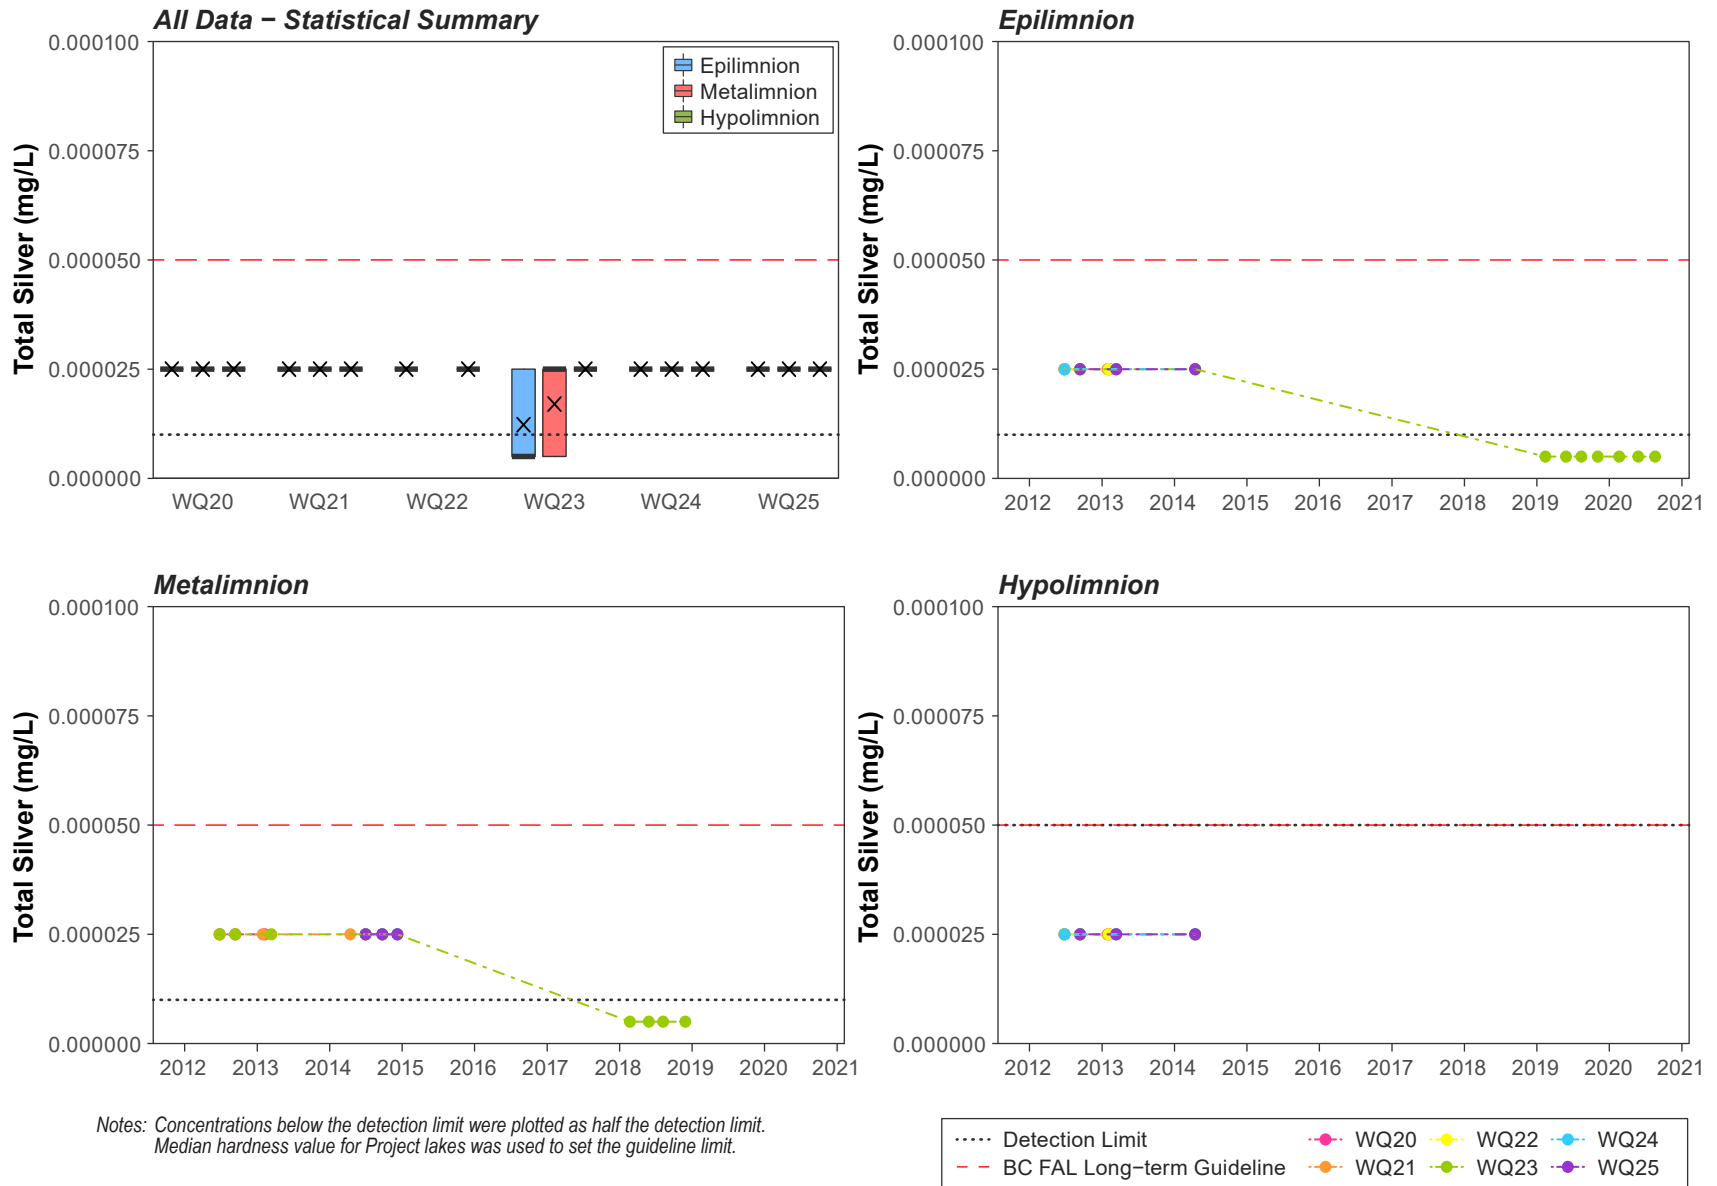 All Data − Statistical Summary
Total Silver (mg/L)
0.000100
0.000075
0.000050
0.000025
0.000000
Epilimnion
Metalimnion
Hypolimnion
WQ20 WQ21 WQ22 WQ23 WQ24 WQ25
Epilimnion
Total Silver (mg/L)
0.000100
0.000075
0.000050
0.000025
0.000000
2012 2013 2014 2015 2016 2017 2018 2019 2020 2021
Metalimnion
Total Silver (mg/L)
0.000100
0.000075
0.000050
0.000025
0.000000
2012 2013 2014 2015 2016 2017 2018 2019 2020 2021
Hypolimnion
Total Silver (mg/L)
0.000100
0.000075
0.000050
0.000025
0.000000
2012 2013 2014 2015 2016 2017 2018 2019 2020 2021
Notes: Concentrations below the detection limit were plotted as half the detection limit.
Median hardness value for Project lakes was used to set the guideline limit.
Detection Limit WQ20 WQ22 WQ24
BC FAL Long−term Guideline WQ21 WQ23 WQ25